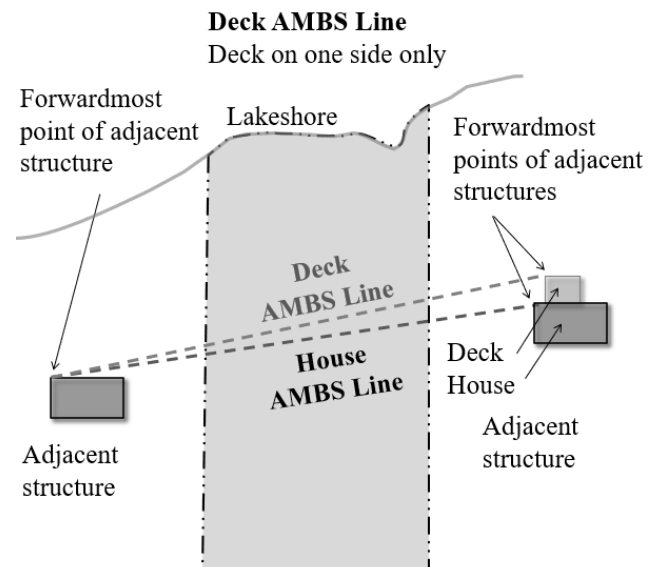 Deck AMBS Line
Deck on one side only
Forwardmost
point of adjacent
structure
Lakeshore
Forwardmost
points of adjacent
structures
Deck
AMBS Line
House
AMBS Line
Deck
House
Adjacent
structure
Adjacent
structure